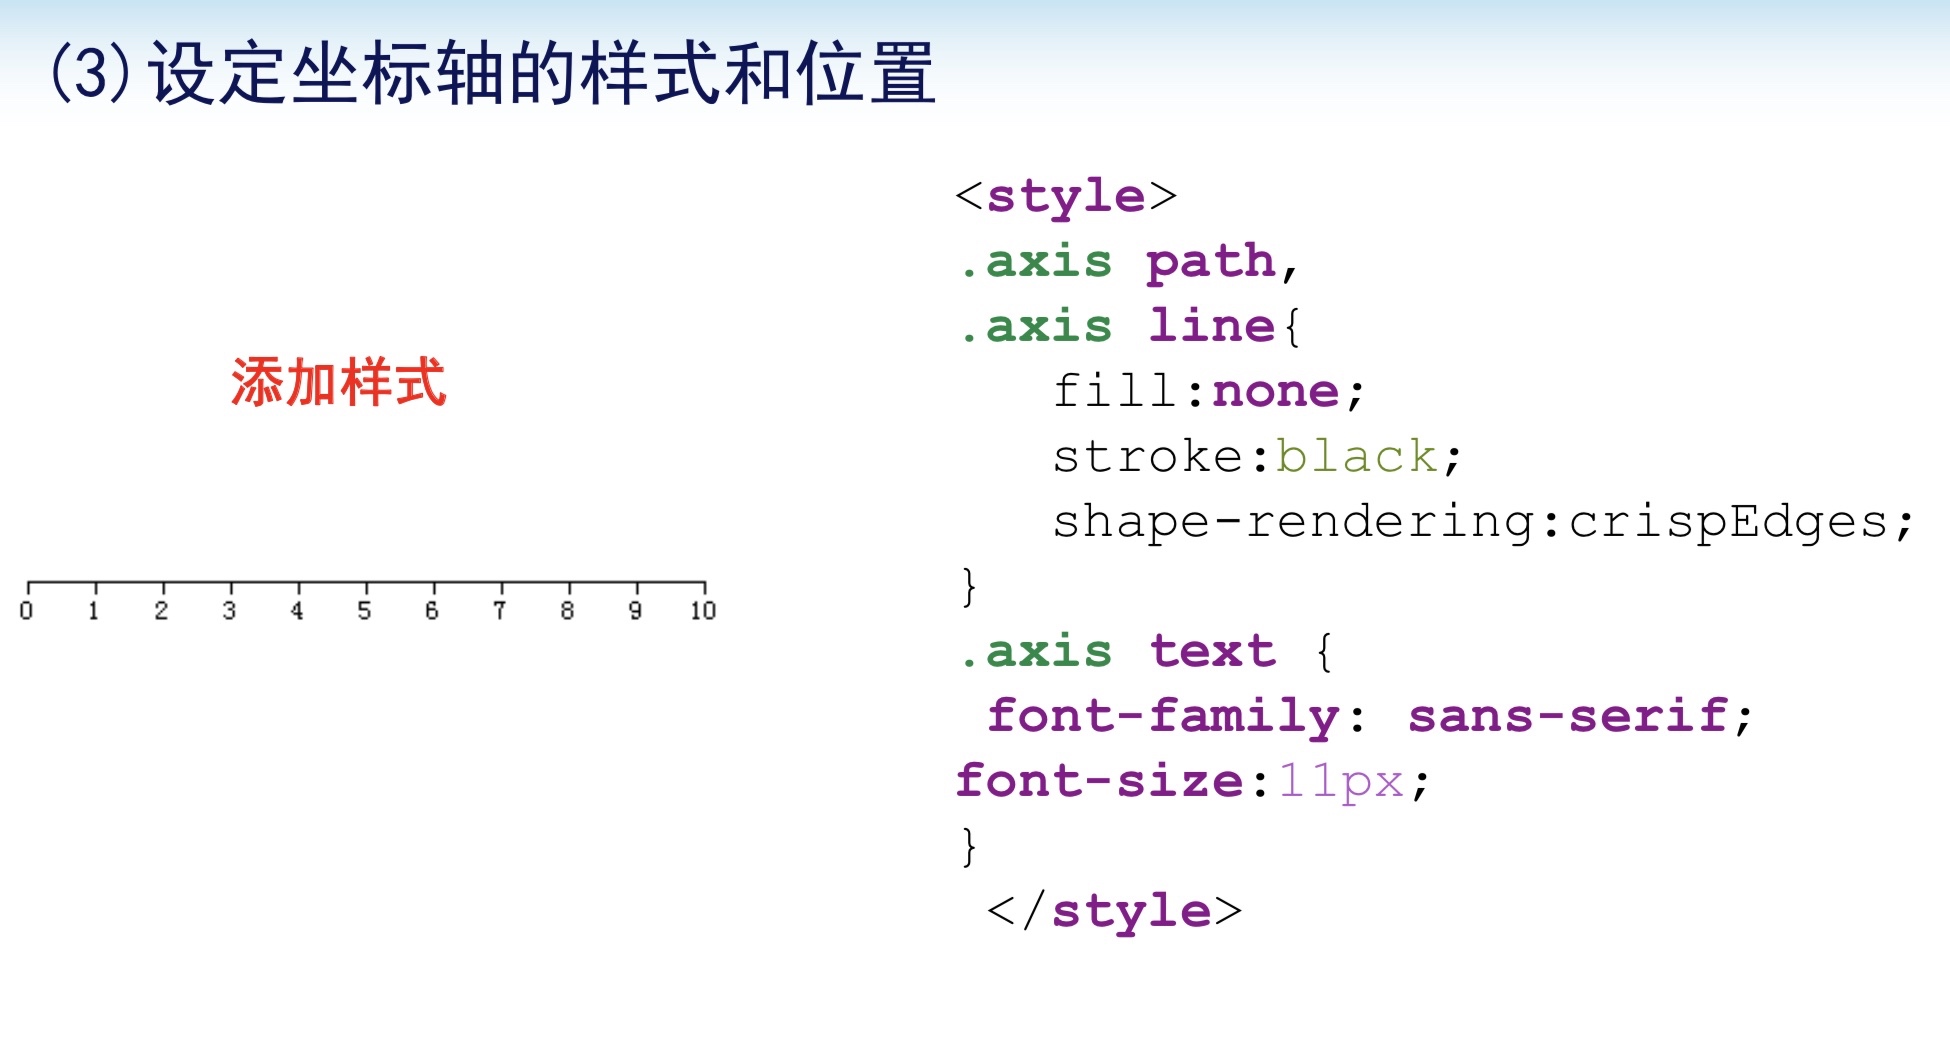 (3)设定坐标轴的样式和位置
添加样式
0 1 2 3 4 5 6 7 8 9 10
<style>
.axis path,
.axis line{
fill:none;
stroke:black;
shape-rendering:crispEdges;
}
.axis text {
font-family: sans-serif;
font-size:11px;
}
</style>